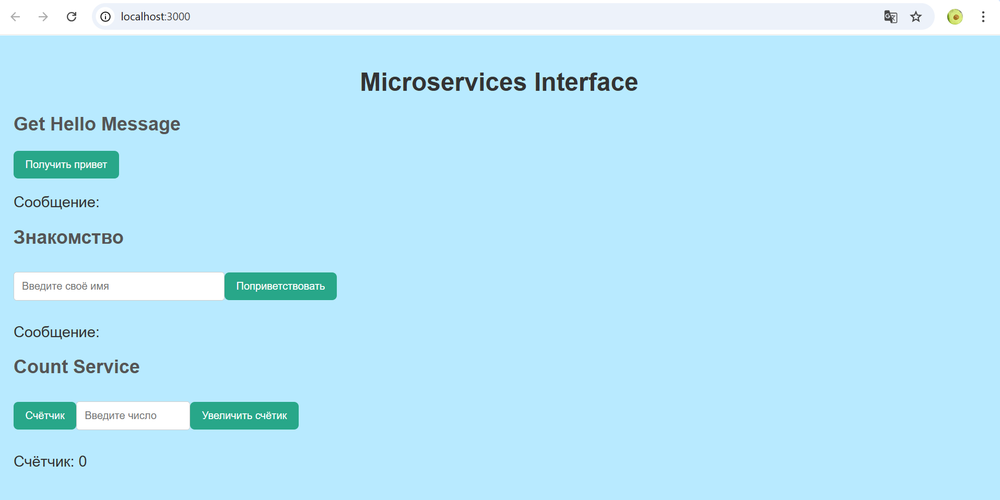 localhost:3000
Microservices Interface
Get Hello Message
Получить привет
Сообщение:
Знакомство
Введите своё имя Поприветствовать
Сообщение:
Count Service
Счётчик Введите число Увеличить счётик
Счётчик: 0